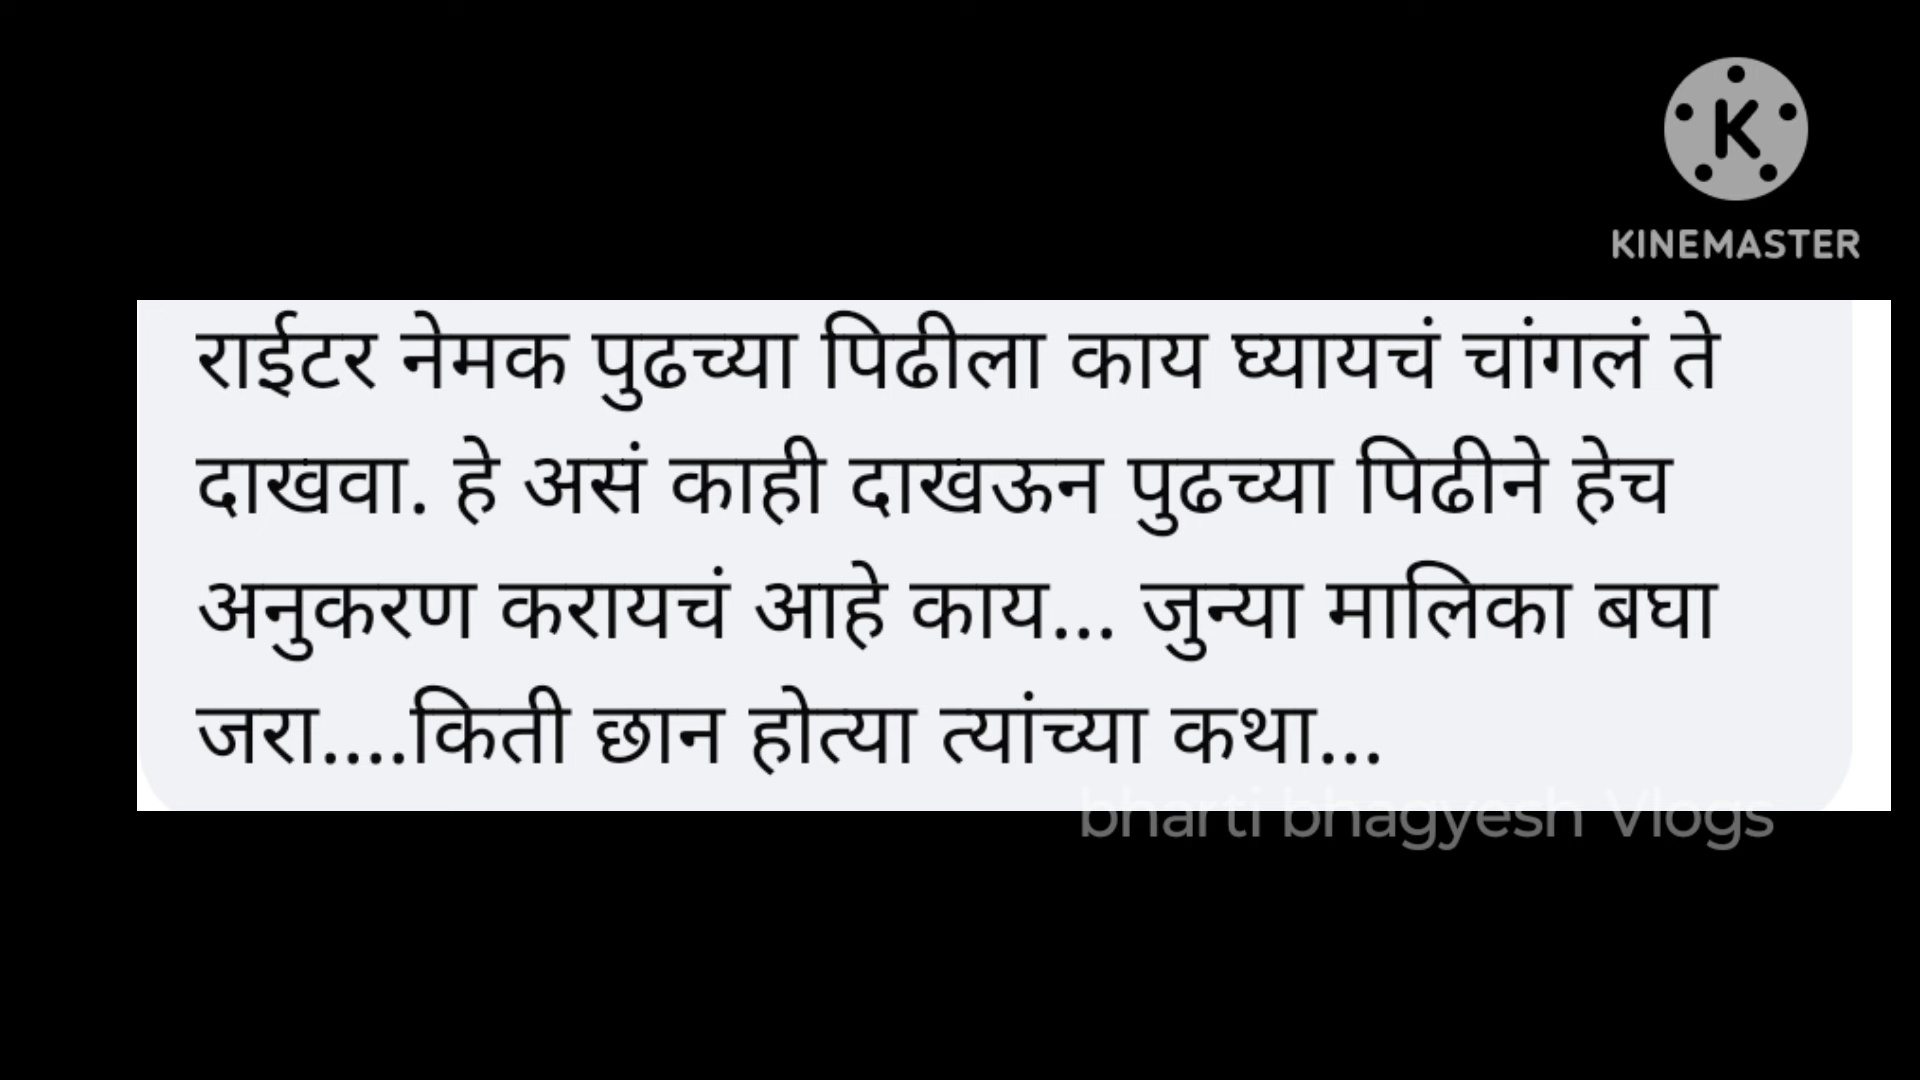 KINEMASTER
राईटर नेमक पुढच्या पिढीला काय घ्यायचं चांगलं ते
दाखवा. हे असं काही दाखऊन पुढच्या पिढीने हेच
अनुकरण करायचं आहे काय... जुन्या मालिका बघा
जरा....किती छान होत्या त्यांच्या कथा...
bharti bhagyesh Vlogs